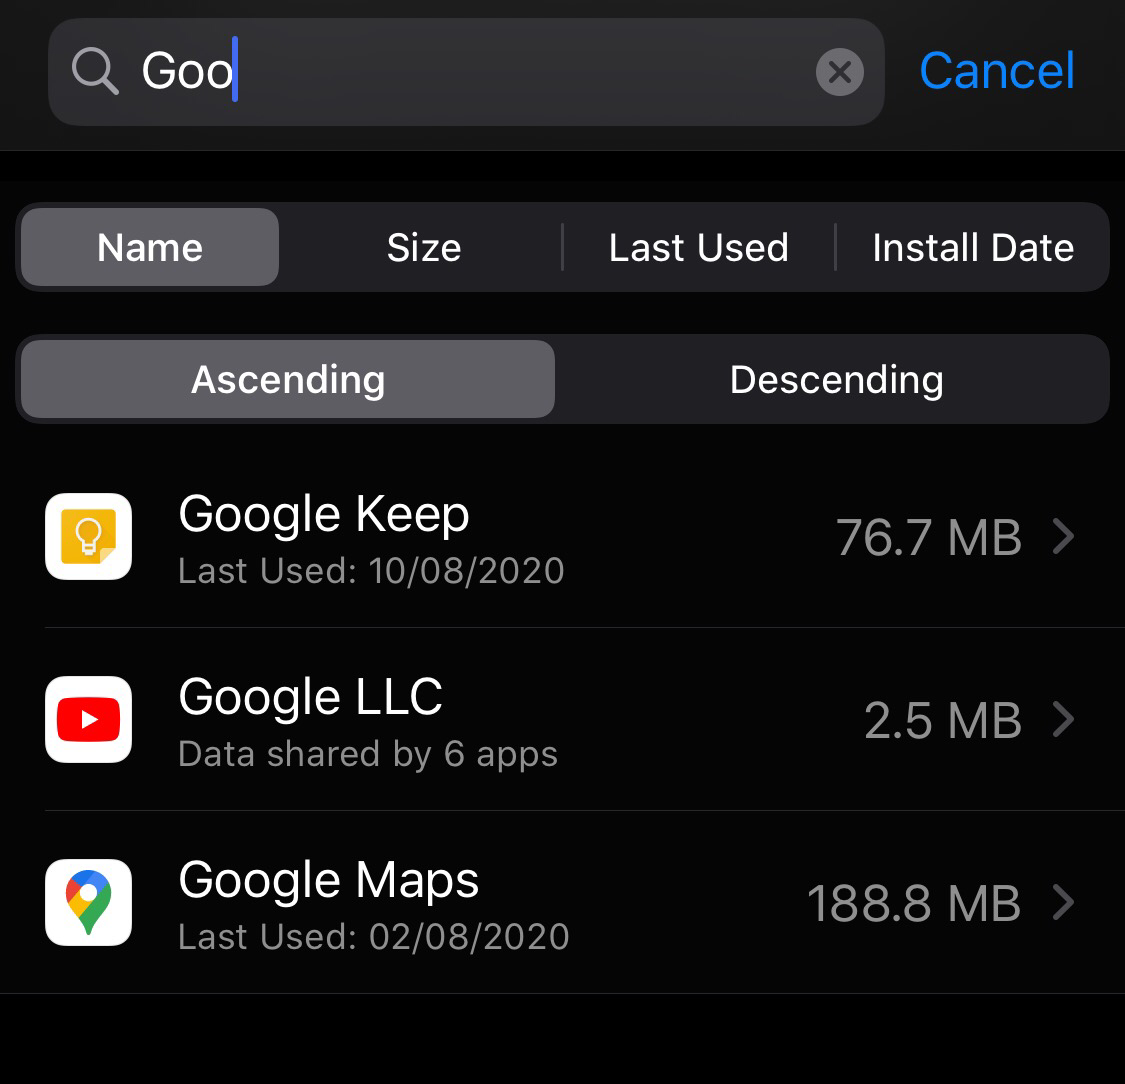 Goo
Cancel
Name Size Last Used Install Date
Ascending Descending
Google Keep
76.7 MB
Last Used: 10/08/2020
Google LLC
2.5 MB
Data shared by 6 apps
Google Maps
188.8 MB
Last Used: 02/08/2020